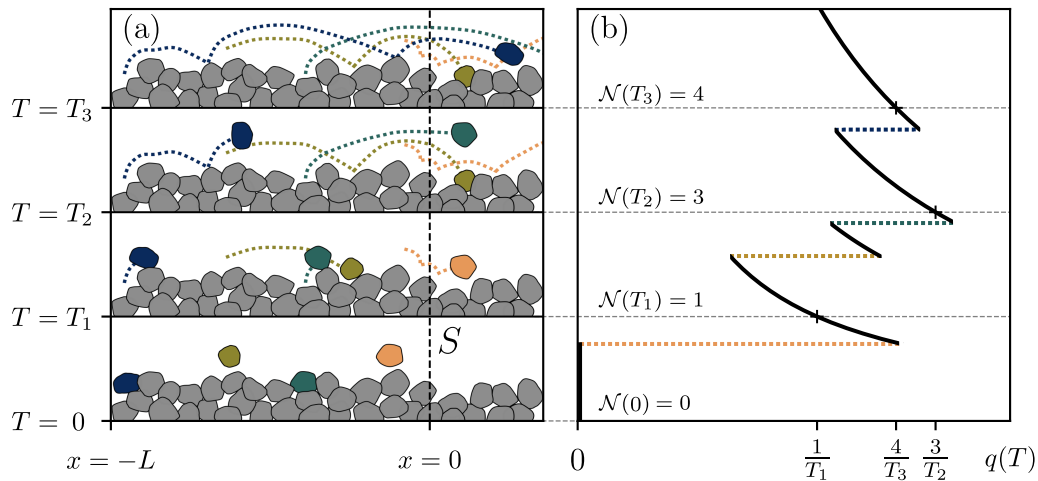 (a)
(b)
T = T₃
N(T₃) = 4
T = T₂
N(T₂) = 3
T = T₁
N(T₁) = 1
S
T = 0
N(0) = 0
x = −L
x = 0
0
1/T₁
4/T₃
3/T₂
q(T)